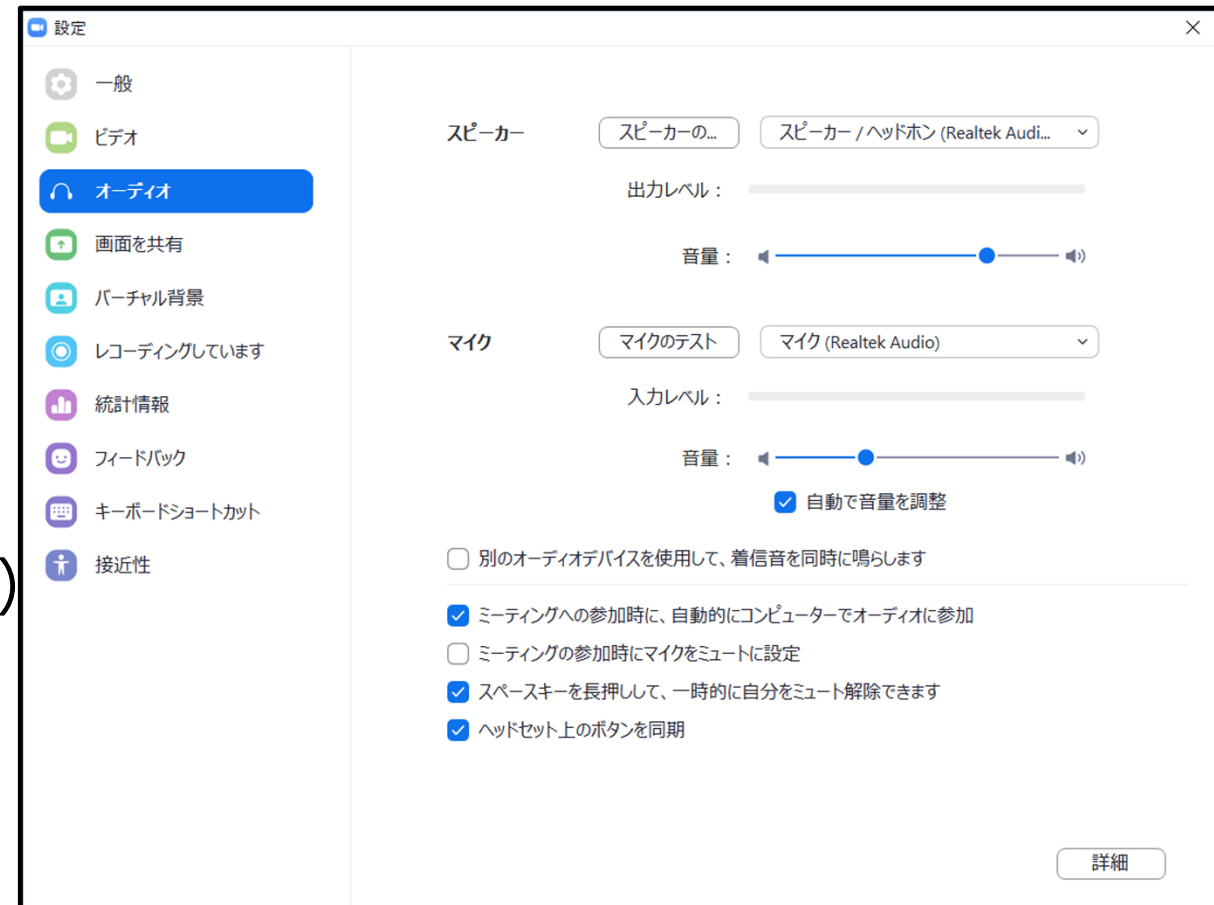 設定
一般
ビデオ
オーディオ
画面を共有
バーチャル背景
レコーディングしています
統計情報
フィードバック
キーボードショートカット
接近性
)
スピーカー スピーカーの... スピーカー / ヘッドホン (Realtek Audi...
出力レベル：
音量：
マイク マイクのテスト マイク (Realtek Audio)
入力レベル：
音量：
自動で音量を調整
別のオーディオデバイスを使用して、着信音を同時に鳴らします
ミーティングへの参加時に、自動的にコンピューターでオーディオに参加
ミーティングの参加時にマイクをミュートに設定
スペースキーを長押しして、一時的に自分をミュート解除できます
ヘッドセット上のボタンを同期
詳細